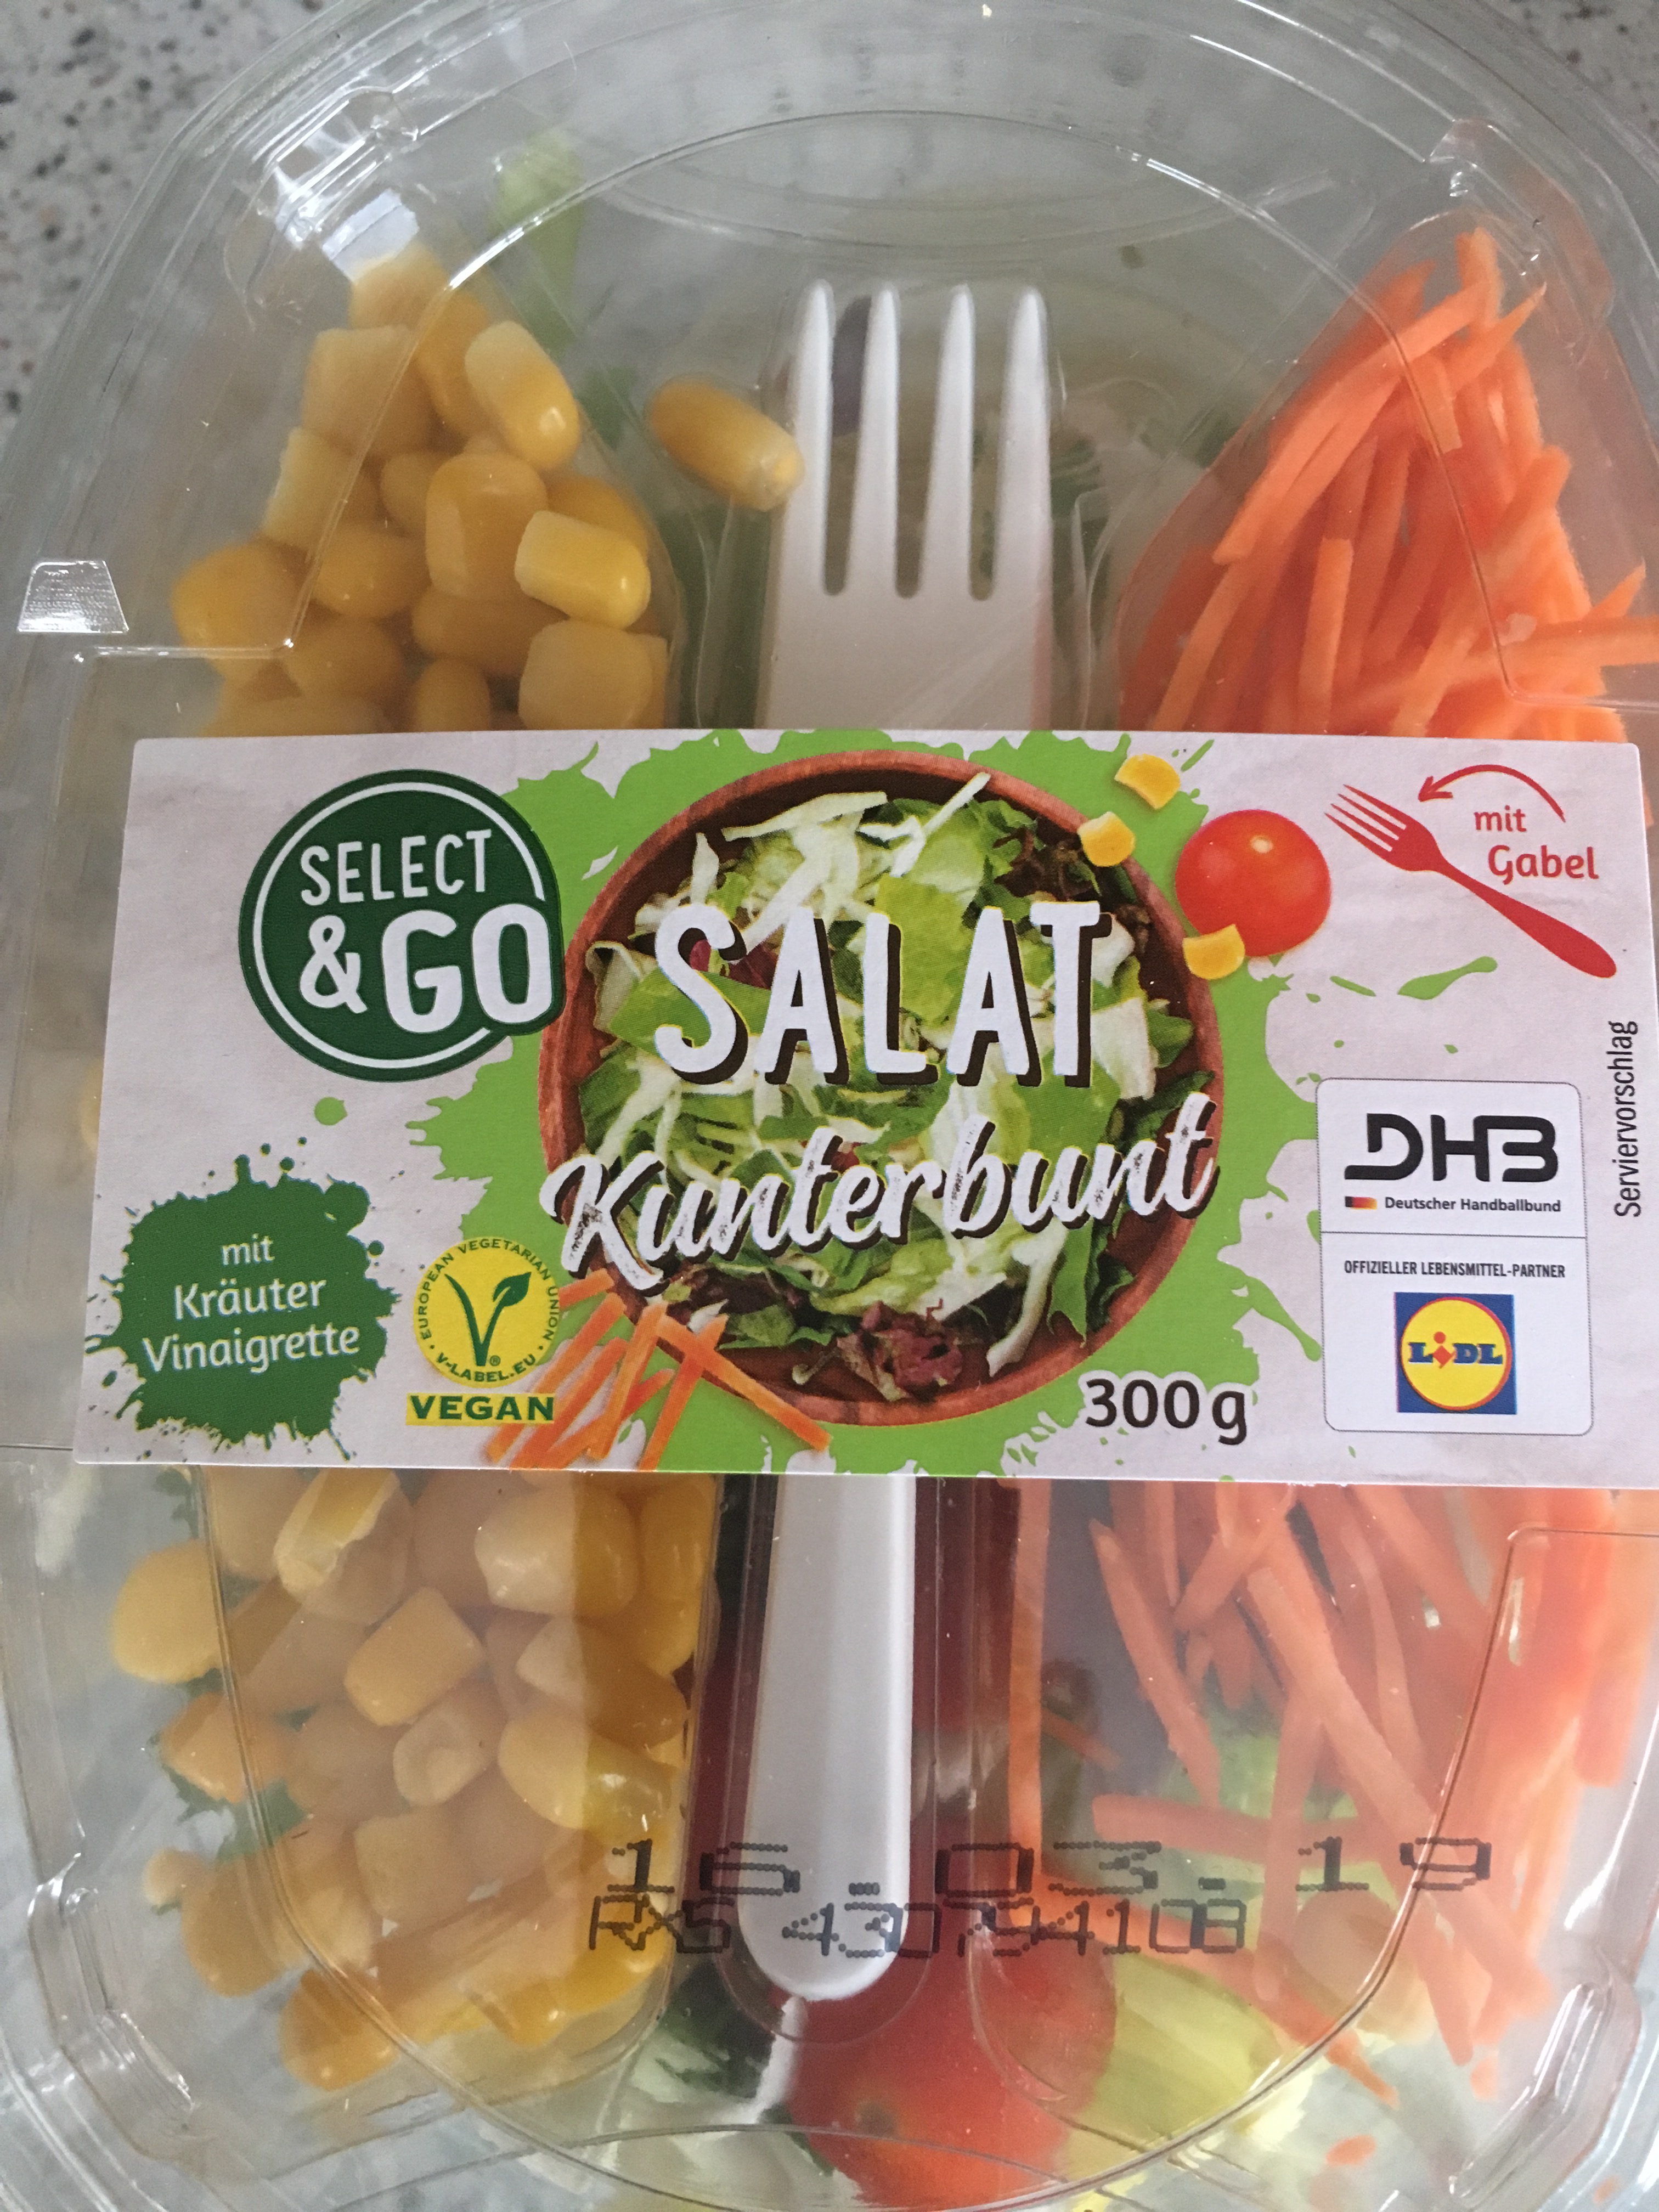 SELECT
& GO
SALAT
Kunterbunt
mit
Gabel
Serviervorschlag
DHB
Deutscher Handballbund
OFFIZIELLER LEBENSMITTEL-PARTNER
LIDL
mit
Kräuter
Vinaigrette
EUROPEAN VEGETARIAN UNION
V-LABEL.EU
VEGAN
300 g
16.03.19